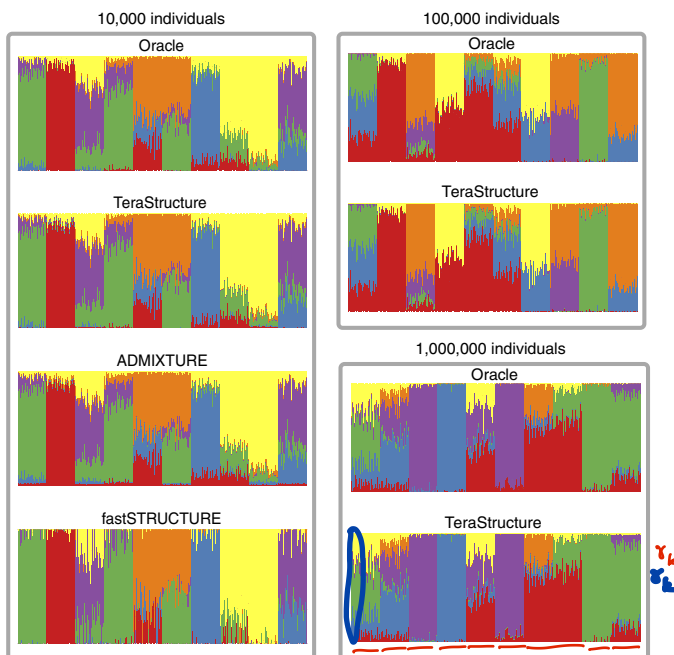 10,000 individuals
Oracle
TeraStructure
ADMIXTURE
fastSTRUCTURE
100,000 individuals
Oracle
TeraStructure
1,000,000 individuals
Oracle
TeraStructure